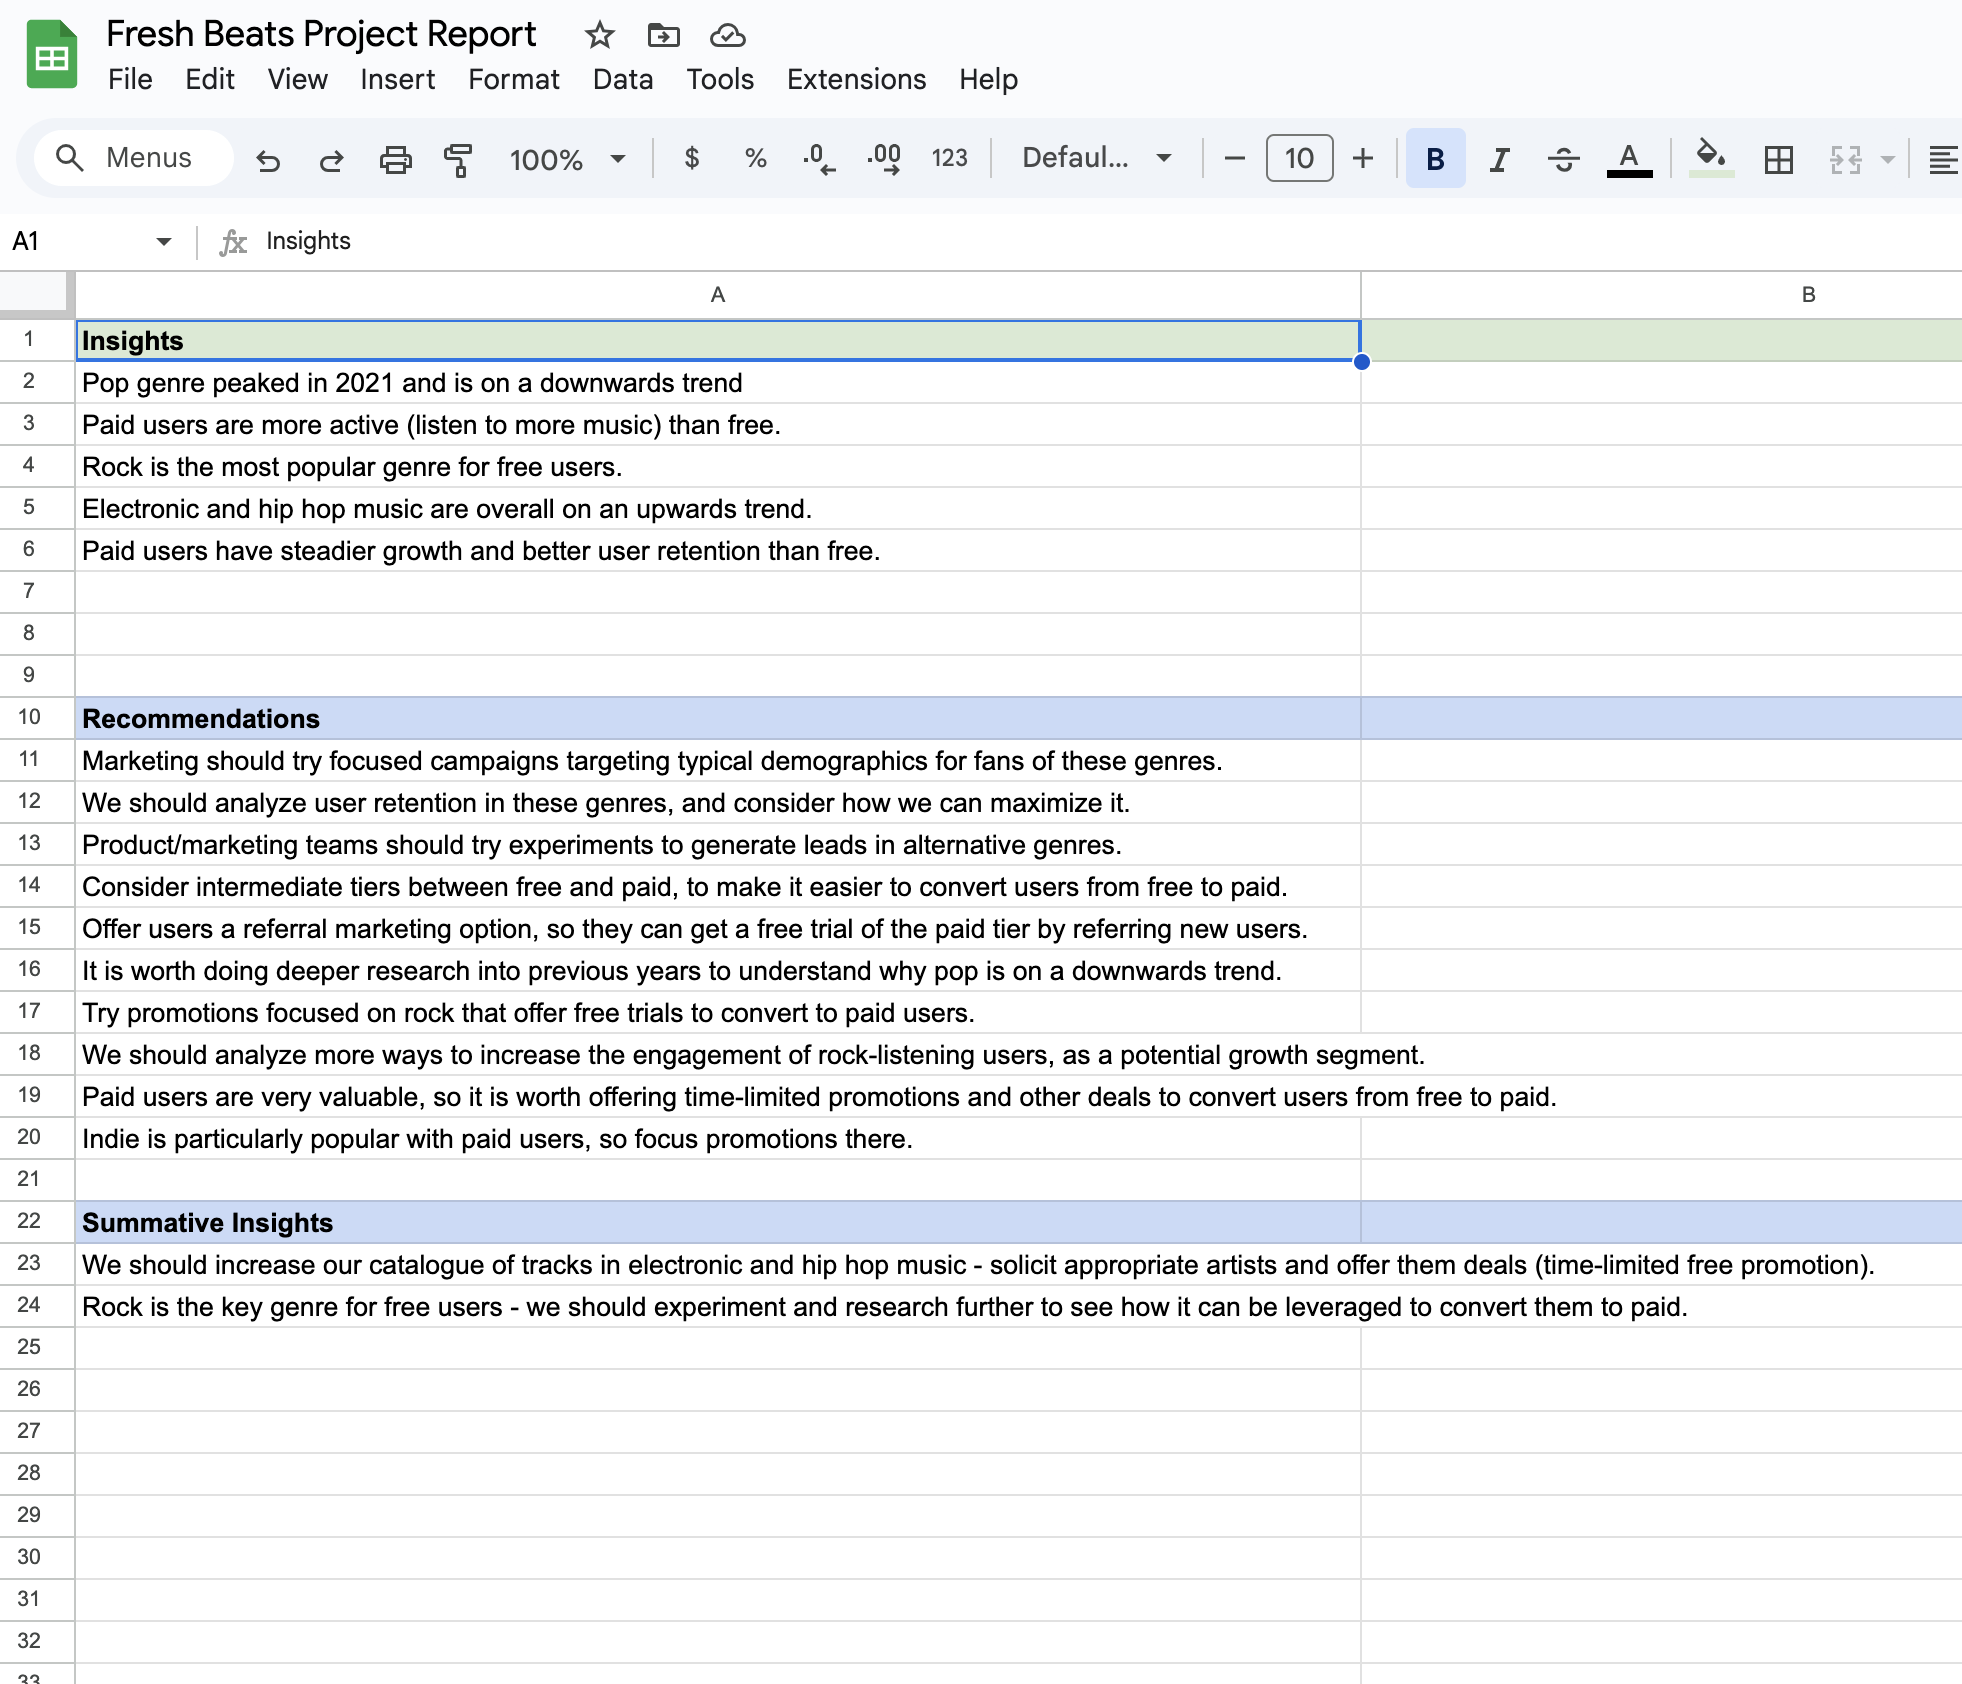 Fresh Beats Project Report
File Edit View Insert Format Data Tools Extensions Help
Menus 100% $ % .0 .00 123 Defaul... 10 B I S A
A1 fx Insights
A B
1 Insights
2 Pop genre peaked in 2021 and is on a downwards trend
3 Paid users are more active (listen to more music) than free.
4 Rock is the most popular genre for free users.
5 Electronic and hip hop music are overall on an upwards trend.
6 Paid users have steadier growth and better user retention than free.
7
8
9
10 Recommendations
11 Marketing should try focused campaigns targeting typical demographics for fans of these genres.
12 We should analyze user retention in these genres, and consider how we can maximize it.
13 Product/marketing teams should try experiments to generate leads in alternative genres.
14 Consider intermediate tiers between free and paid, to make it easier to convert users from free to paid.
15 Offer users a referral marketing option, so they can get a free trial of the paid tier by referring new users.
16 It is worth doing deeper research into previous years to understand why pop is on a downwards trend.
17 Try promotions focused on rock that offer free trials to convert to paid users.
18 We should analyze more ways to increase the engagement of rock-listening users, as a potential growth segment.
19 Paid users are very valuable, so it is worth offering time-limited promotions and other deals to convert users from free to paid.
20 Indie is particularly popular with paid users, so focus promotions there.
21
22 Summative Insights
23 We should increase our catalogue of tracks in electronic and hip hop music - solicit appropriate artists and offer them deals (time-limited free promotion).
24 Rock is the key genre for free users - we should experiment and research further to see how it can be leveraged to convert them to paid.
25
26
27
28
29
30
31
32
33